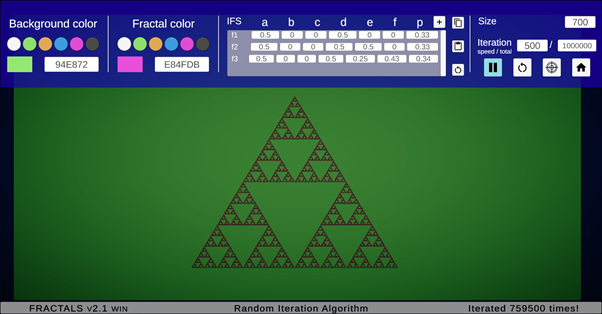 Background color
94E872
Fractal color
E84FDB
IFS a b c d e f p +
f1 0.5 0 0 0.5 0 0 0.33
f2 0.5 0 0 0.5 0.5 0 0.33
f3 0.5 0 0 0.5 0.25 0.43 0.34
Size 700
Iteration
speed / total 500 / 1000000
FRACTALS v2.1 WIN
Random Iteration Algorithm
Iterated 759500 times!